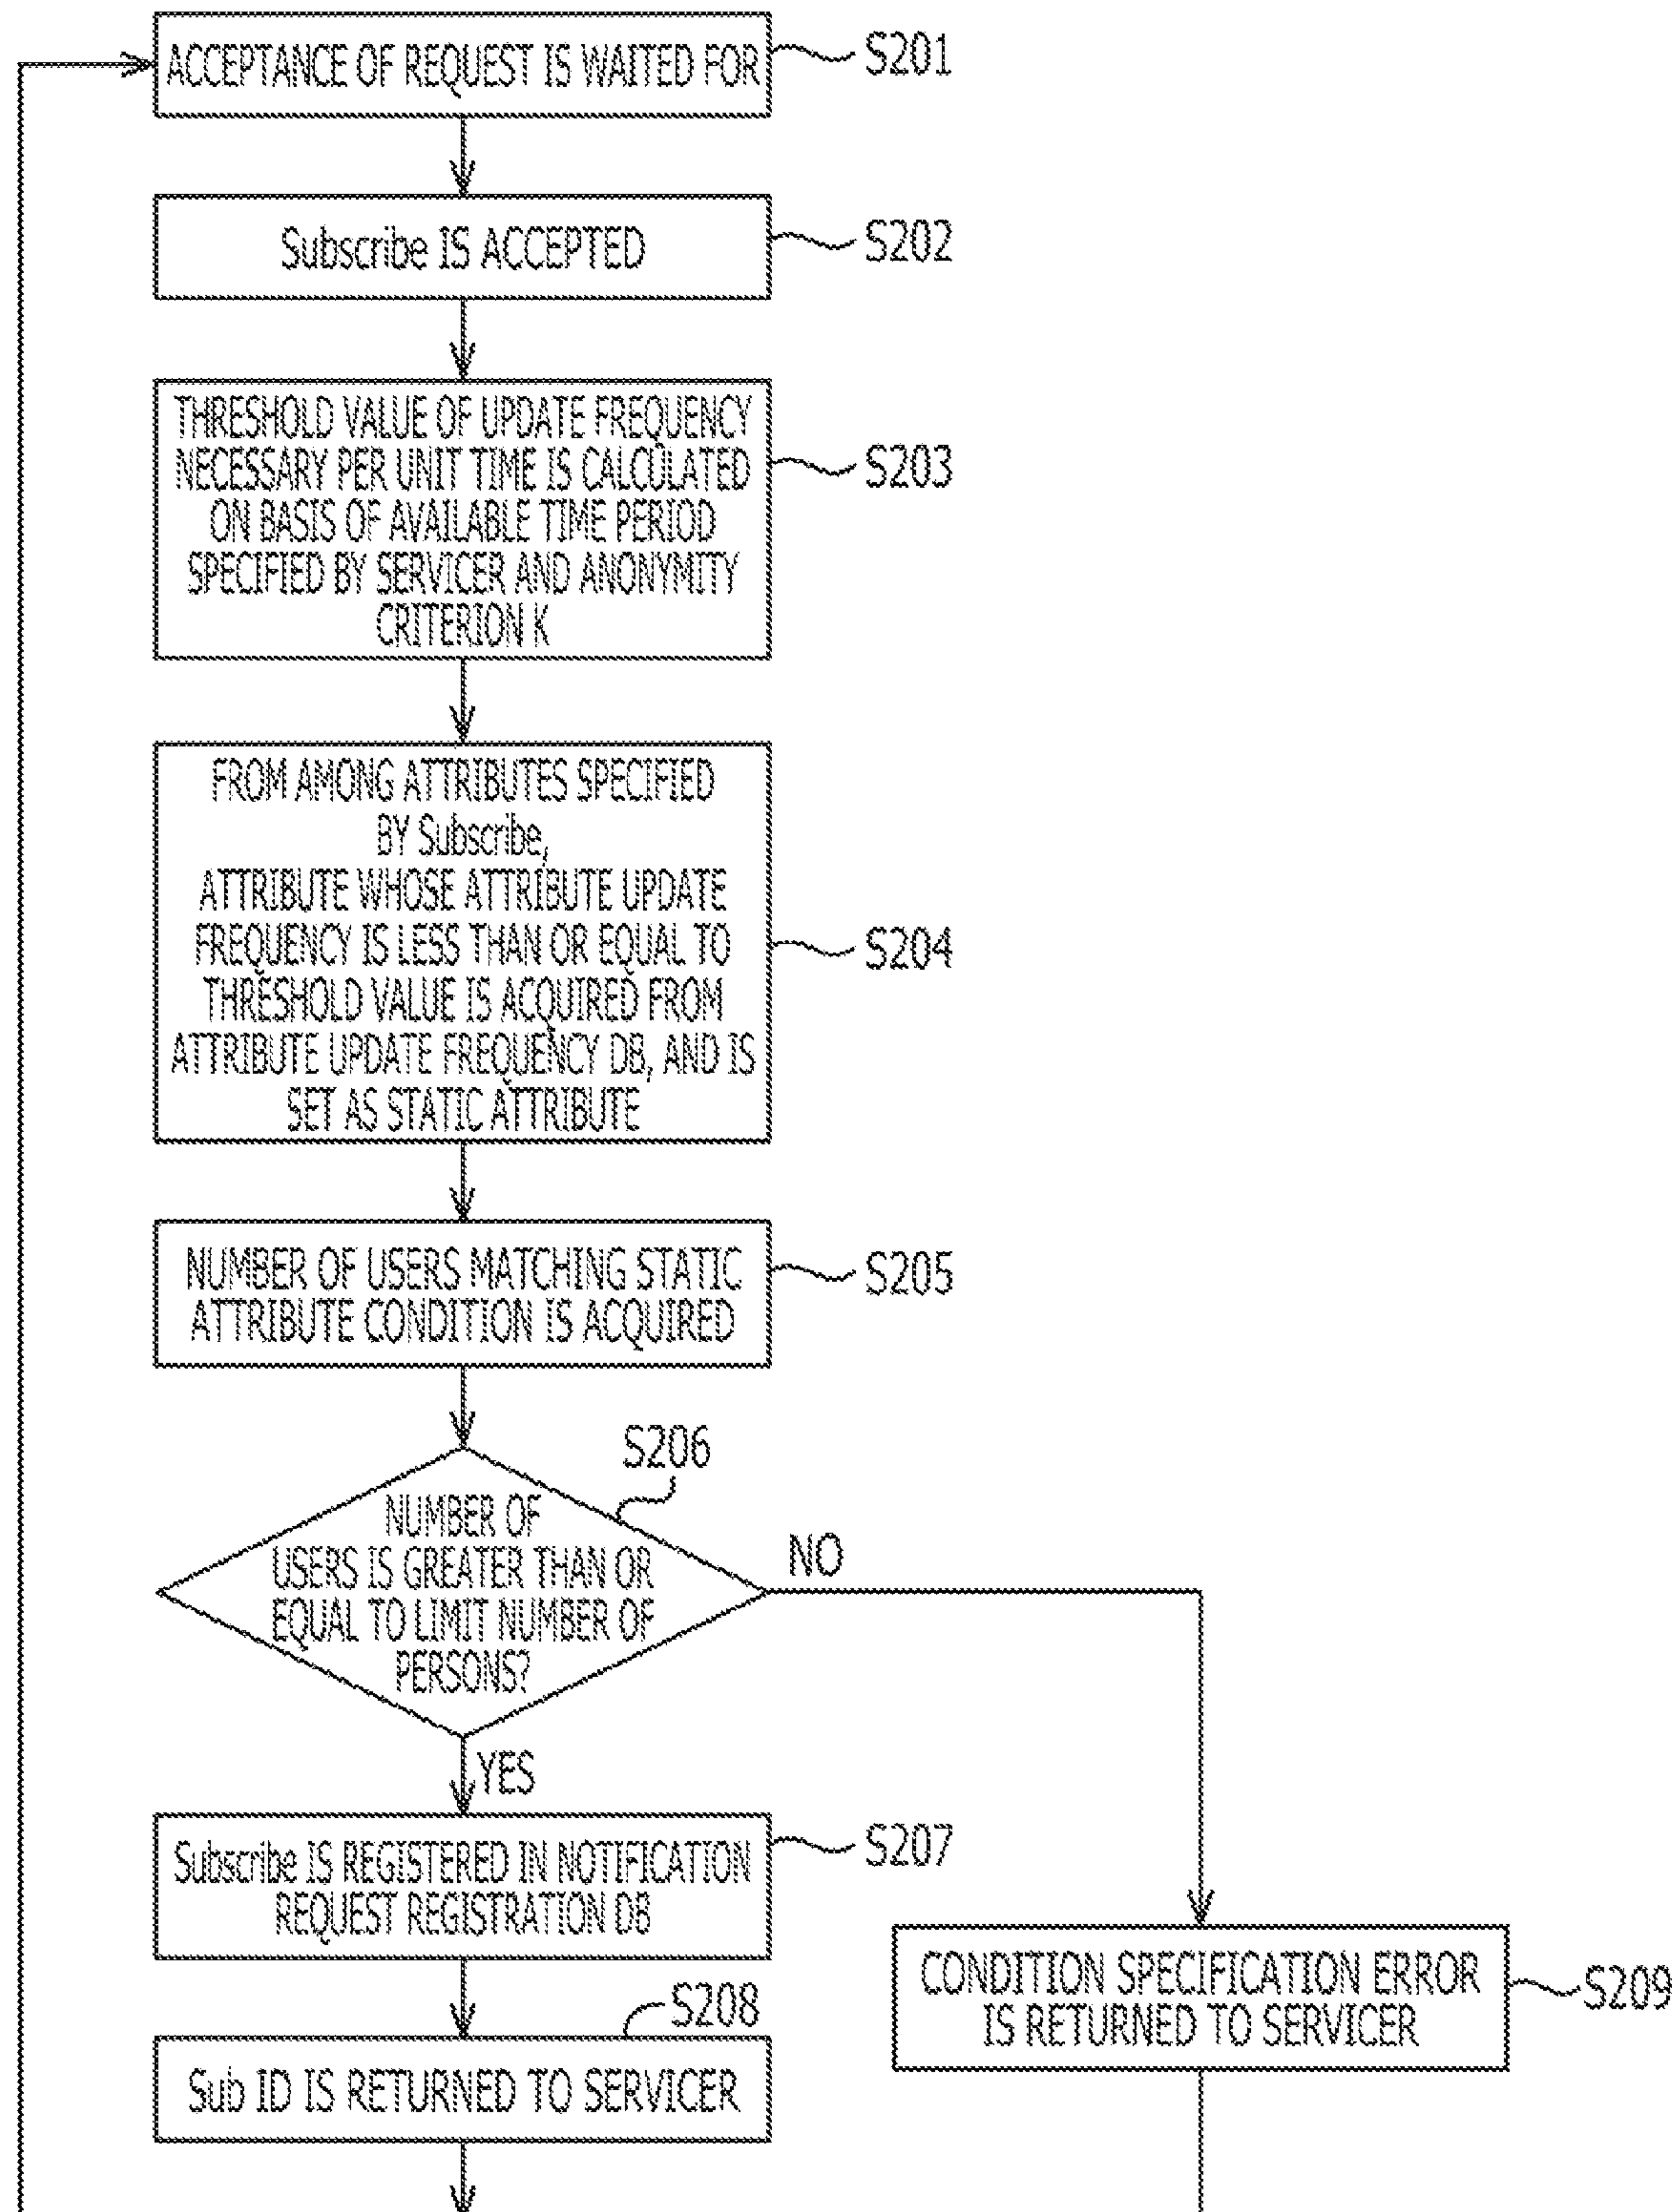 ACCEPTANCE OF REQUEST IS WAITED FOR
S201
Subscribe IS ACCEPTED
S202
THRESHOLD VALUE OF UPDATE FREQUENCY
NECESSARY PER UNIT TIME IS CALCULATED
ON BASIS OF AVAILABLE TIME PERIOD
SPECIFIED BY SERVICER AND ANONYMITY
CRITERION K
S203
FROM AMONG ATTRIBUTES SPECIFIED
BY Subscribe,
ATTRIBUTE WHOSE ATTRIBUTE UPDATE
FREQUENCY IS LESS THAN OR EQUAL TO
THRESHOLD VALUE IS ACQUIRED FROM
ATTRIBUTE UPDATE FREQUENCY DB, AND IS
SET AS STATIC ATTRIBUTE
S204
NUMBER OF USERS MATCHING STATIC
ATTRIBUTE CONDITION IS ACQUIRED
S205
S206
NUMBER OF
USERS IS GREATER THAN OR
EQUAL TO LIMIT NUMBER OF
PERSONS?
NO
YES
Subscribe IS REGISTERED IN NOTIFICATION
REQUEST REGISTRATION DB
S207
CONDITION SPECIFICATION ERROR
IS RETURNED TO SERVICER
S209
S208
Sub ID IS RETURNED TO SERVICER